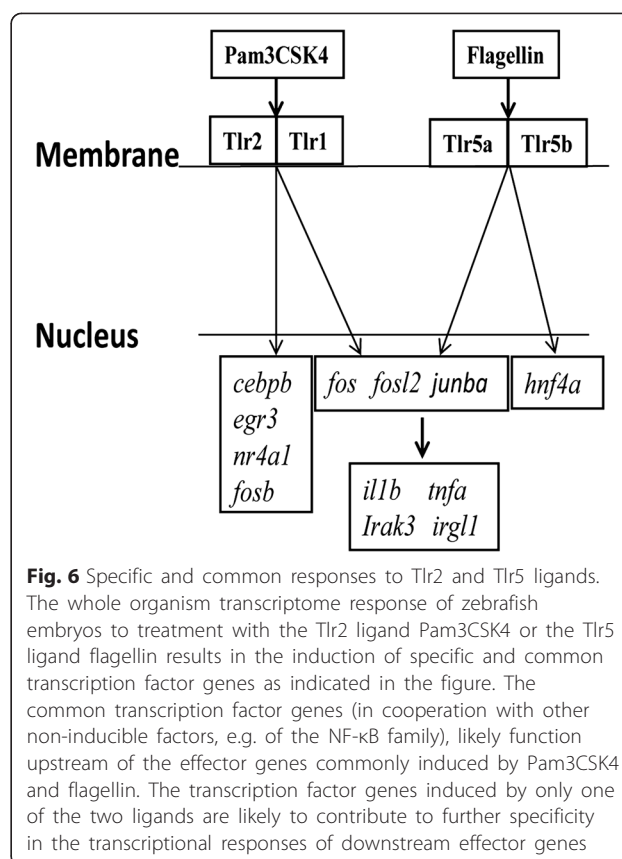 Pam3CSK4 Flagellin
Tlr2 Tlr1 Tlr5a Tlr5b
Membrane
Nucleus
cebpb
egr3
nr4a1
fosb
fos fosl2 junba
hnf4a
il1b tnfa
Irak3 irgl1
Fig. 6 Specific and common responses to Tlr2 and Tlr5 ligands.
The whole organism transcriptome response of zebrafish
embryos to treatment with the Tlr2 ligand Pam3CSK4 or the Tlr5
ligand flagellin results in the induction of specific and common
transcription factor genes as indicated in the figure. The
common transcription factor genes (in cooperation with other
non-inducible factors, e.g. of the NF-κB family), likely function
upstream of the effector genes commonly induced by Pam3CSK4
and flagellin. The transcription factor genes induced by only one
of the two ligands are likely to contribute to further specificity
in the transcriptional responses of downstream effector genes